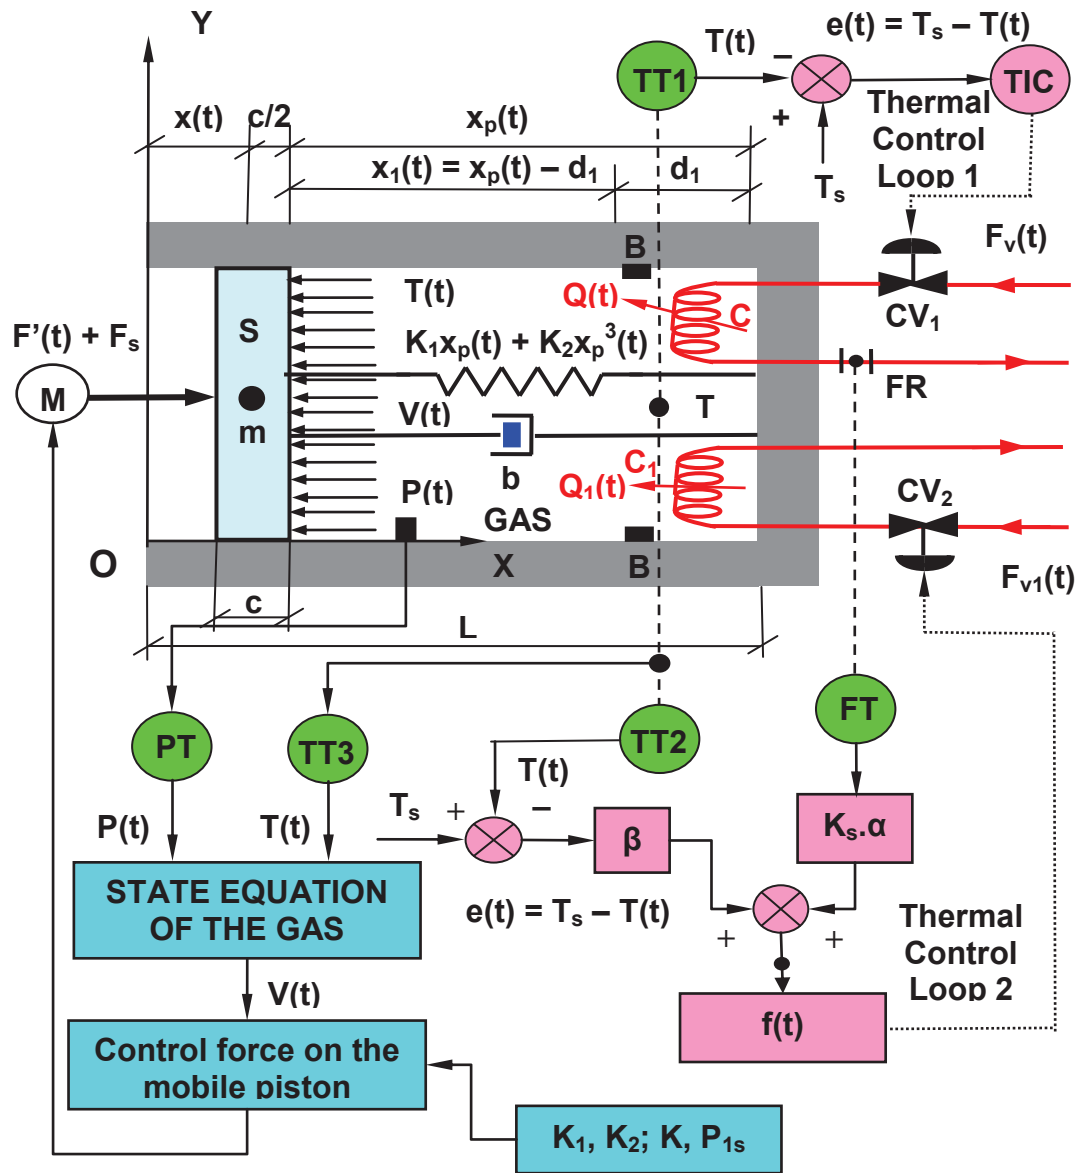 Y
TT1
T(t)
−
e(t) = Tₛ – T(t)
TIC
+
Tₛ
Thermal
Control
Loop 1
x(t)
c/2
xₚ(t)
x₁(t) = xₚ(t) – d₁
d₁
Fᵥ(t)
CV₁
B
T(t)
Q(t)
C
S
K₁xₚ(t) + K₂xₚ³(t)
F’(t) + Fₛ
M
m
V(t)
T
FR
b
C₁
Q₁(t)
P(t)
GAS
CV₂
O
X
B
Fᵥ₁(t)
c
L
PT
TT3
TT2
FT
P(t)
T(t)
Tₛ
+
T(t)
−
β
Kₛ.α
STATE EQUATION
OF THE GAS
e(t) = Tₛ – T(t)
+
+
Thermal
Control
Loop 2
V(t)
f(t)
Control force on the
mobile piston
K₁, K₂; K, P₁ₛ